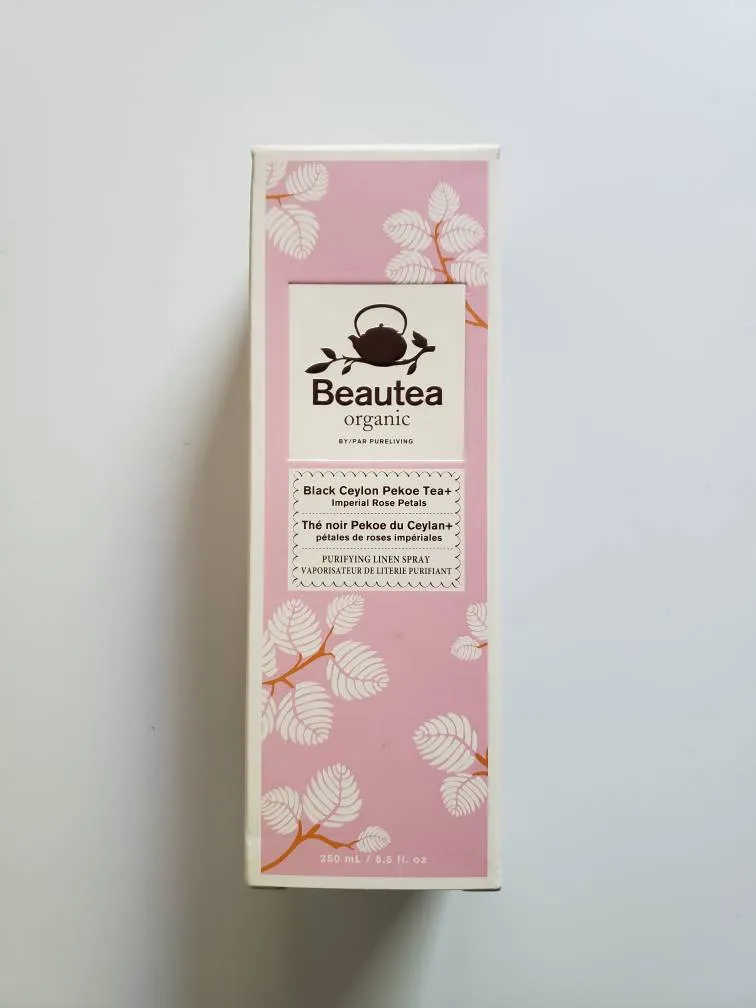 Beautea
organic
BY/PAR PURELIVING
Black Ceylon Pekoe Tea+
Imperial Rose Petals
Thé noir Pekoe du Ceylan+
pétales de roses impériales
PURIFYING LINEN SPRAY
VAPORISATEUR DE LITERIE PURIFIANT
250 mL / 8.5 fl. oz